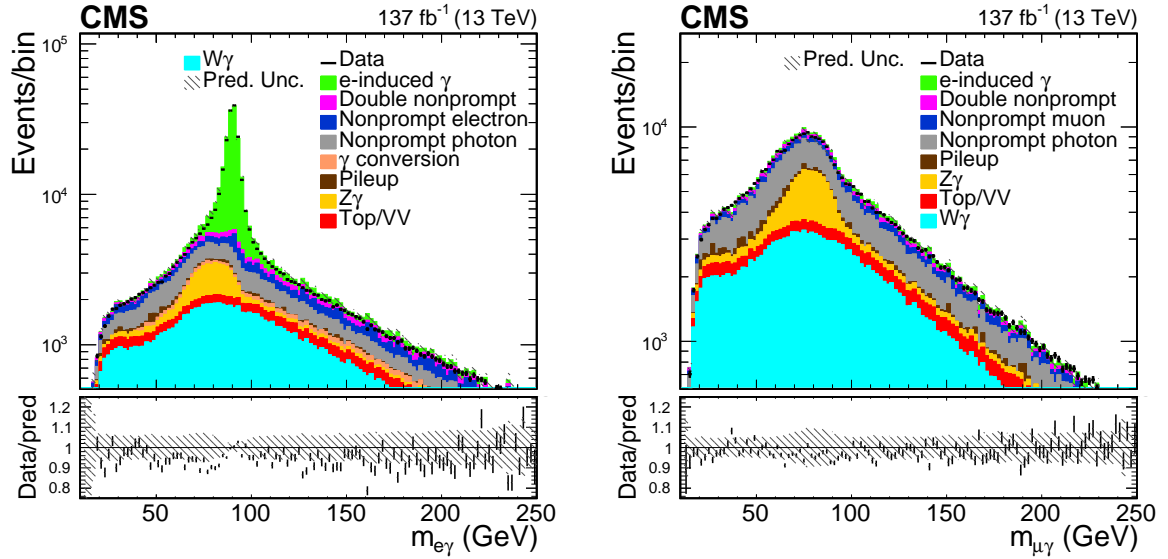 CMS 137 fb⁻¹ (13 TeV)
Events/bin
10⁵
10⁴
10³
Wγ
Pred. Unc.
Data
e-induced γ
Double nonprompt
Nonprompt electron
Nonprompt photon
γ conversion
Pileup
Zγ
Top/VV
Data/pred
1.2
1.1
1
0.9
0.8
50 100 150 200 250
m_eγ (GeV)
CMS 137 fb⁻¹ (13 TeV)
Events/bin
10⁴
10³
Pred. Unc.
Data
e-induced γ
Double nonprompt
Nonprompt muon
Nonprompt photon
Pileup
Zγ
Top/VV
Wγ
Data/pred
1.2
1.1
1
0.9
0.8
50 100 150 200 250
m_μγ (GeV)